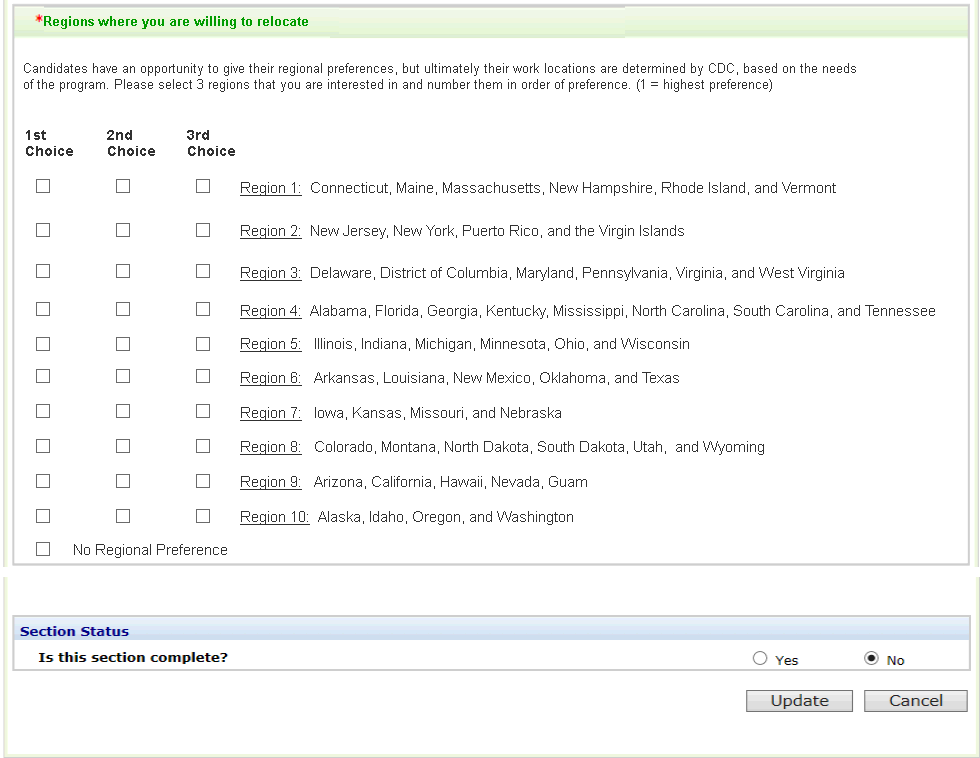 *Regions where you are willing to relocate
Candidates have an opportunity to give their regional preferences, but ultimately their work locations are determined by CDC, based on the needs
of the program. Please select 3 regions that you are interested in and number them in order of preference. (1 = highest preference)
1st 2nd 3rd
Choice Choice Choice
Region 1: Connecticut, Maine, Massachusetts, New Hampshire, Rhode Island, and Vermont
Region 2: New Jersey, New York, Puerto Rico, and the Virgin Islands
Region 3: Delaware, District of Columbia, Maryland, Pennsylvania, Virginia, and West Virginia
Region 4: Alabama, Florida, Georgia, Kentucky, Mississippi, North Carolina, South Carolina, and Tennessee
Region 5: Illinois, Indiana, Michigan, Minnesota, Ohio, and Wisconsin
Region 6: Arkansas, Louisiana, New Mexico, Oklahoma, and Texas
Region 7: Iowa, Kansas, Missouri, and Nebraska
Region 8: Colorado, Montana, North Dakota, South Dakota, Utah, and Wyoming
Region 9: Arizona, California, Hawaii, Nevada, Guam
Region 10: Alaska, Idaho, Oregon, and Washington
No Regional Preference
Section Status
Is this section complete? Yes No
Update Cancel